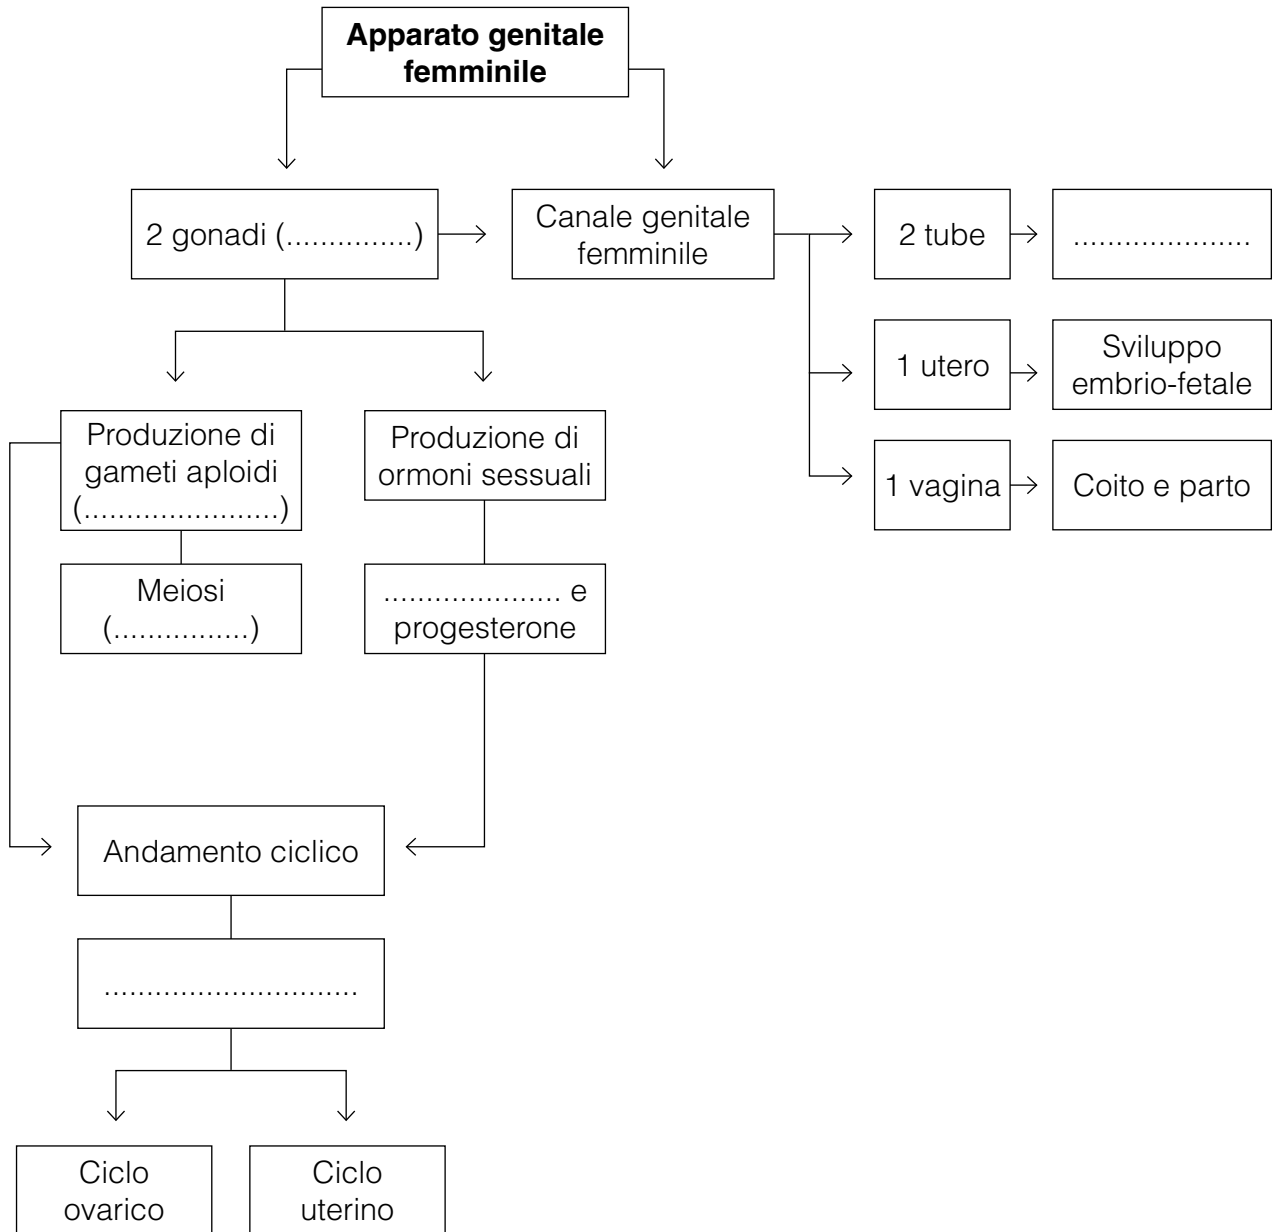 Apparato genitale
femminile
2 gonadi (...............)
Canale genitale
femminile
2 tube
.....................
1 utero
Sviluppo
embrio-fetale
1 vagina
Coito e parto
Produzione di
gameti aploidi
(.......................)
Produzione di
ormoni sessuali
Meiosi
(................)
..................... e
progesterone
Andamento ciclico
..............................
Ciclo
ovarico
Ciclo
uterino